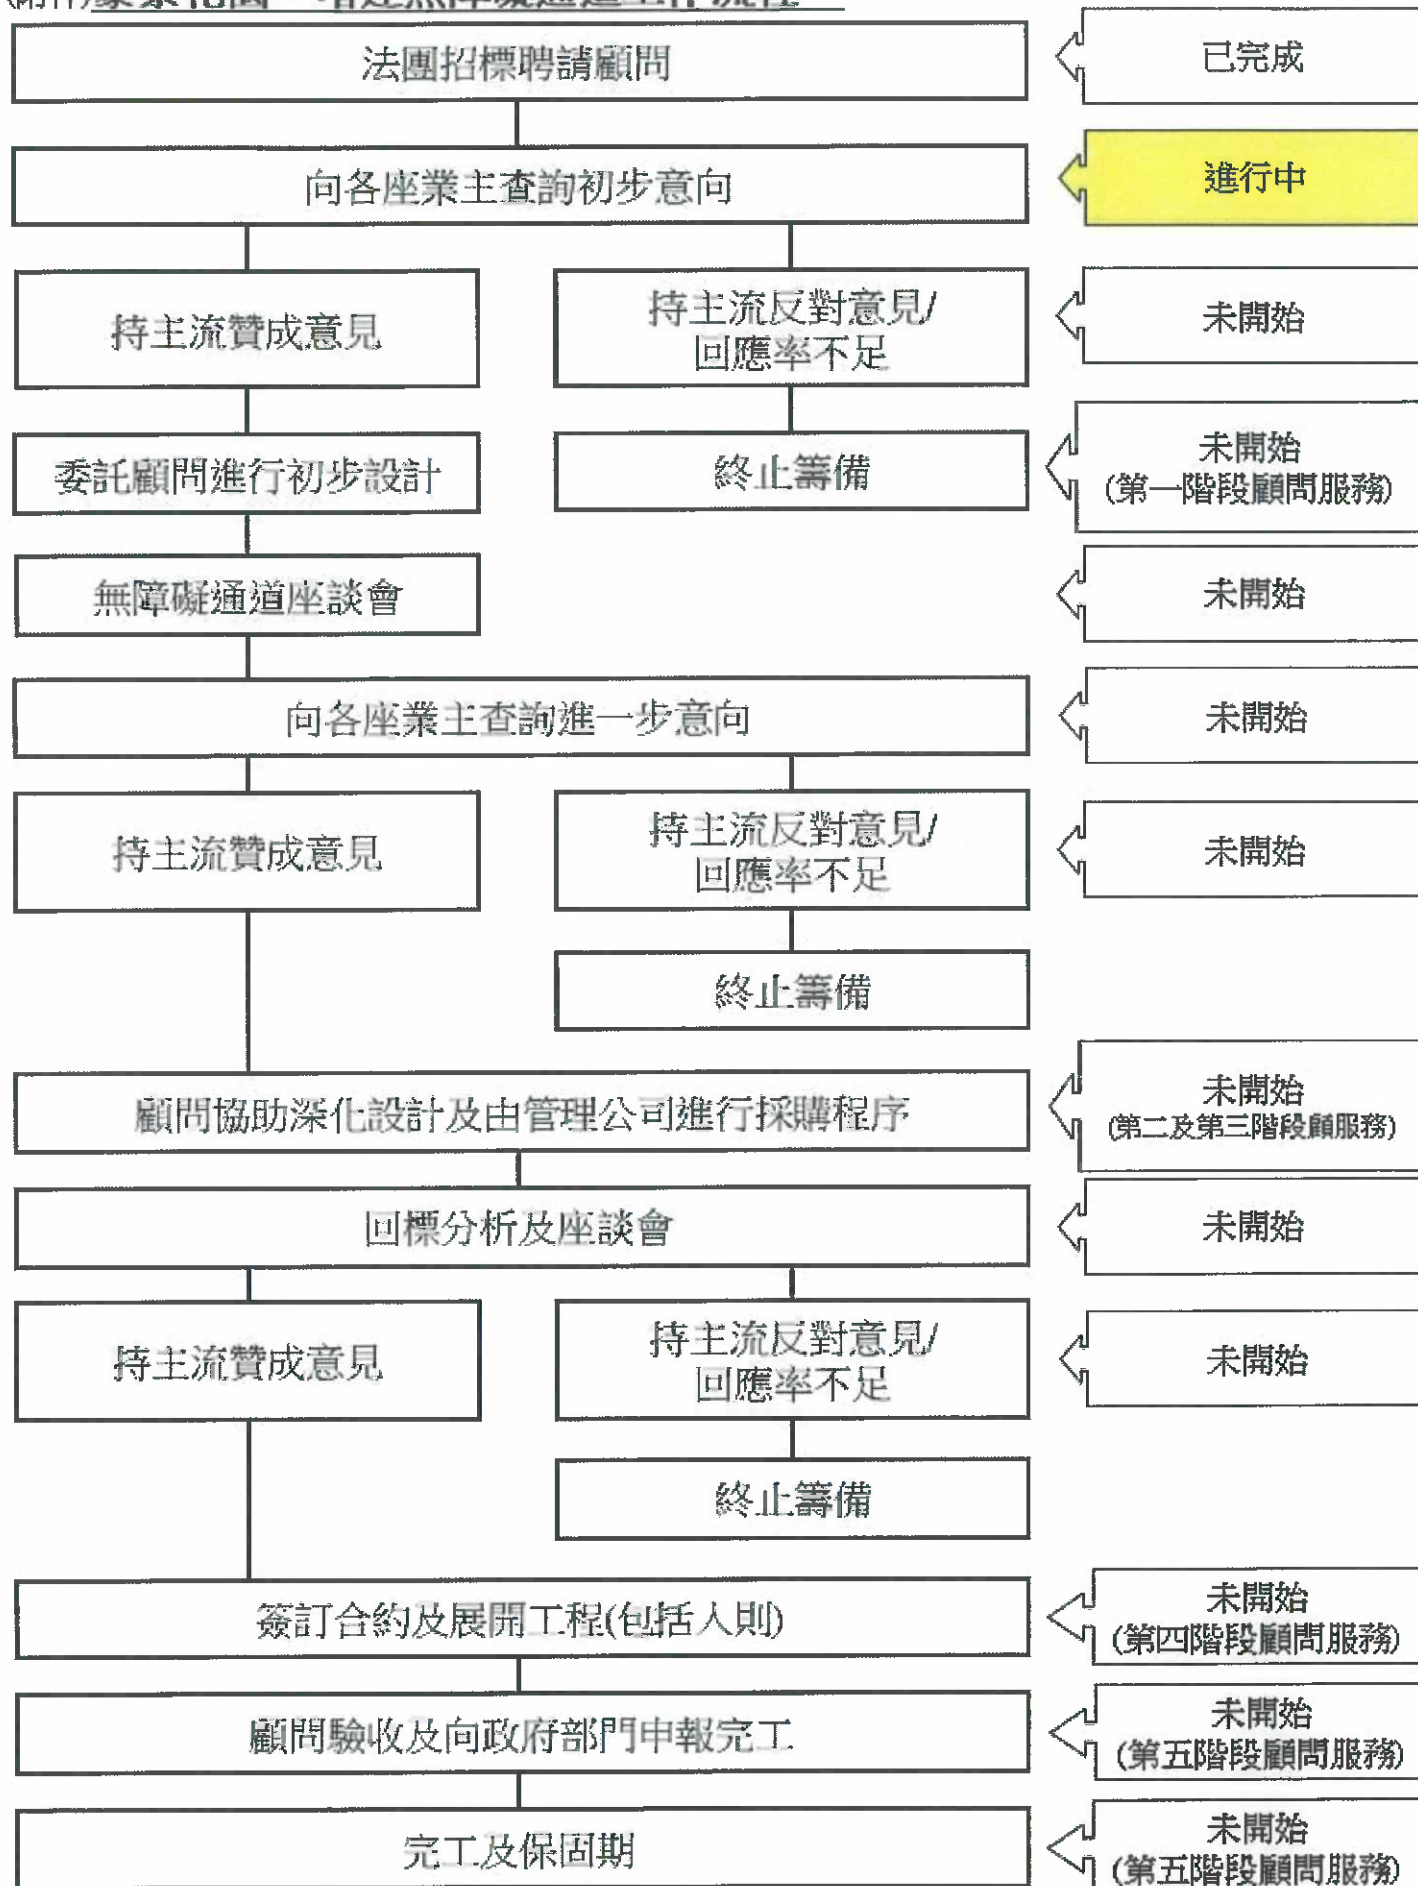 法團招標聘請顧問
已完成
向各座業主查詢初步意向
進行中
持主流贊成意見
持主流反對意見/
回應率不足
未開始
委託顧問進行初步設計
終止籌備
未開始
(第一階段顧問服務)
無障礙通道座談會
未開始
向各座業主查詢進一步意向
未開始
持主流贊成意見
持主流反對意見/
回應率不足
未開始
終止籌備
顧問協助深化設計及由管理公司進行採購程序
未開始
(第二及第三階段顧服務)
回標分析及座談會
未開始
持主流贊成意見
持主流反對意見/
回應率不足
未開始
終止籌備
簽訂合約及展開工程(包括入則)
未開始
(第四階段顧問服務)
顧問驗收及向政府部門申報完工
未開始
(第五階段顧問服務)
完工及保固期
未開始
(第五階段顧問服務)